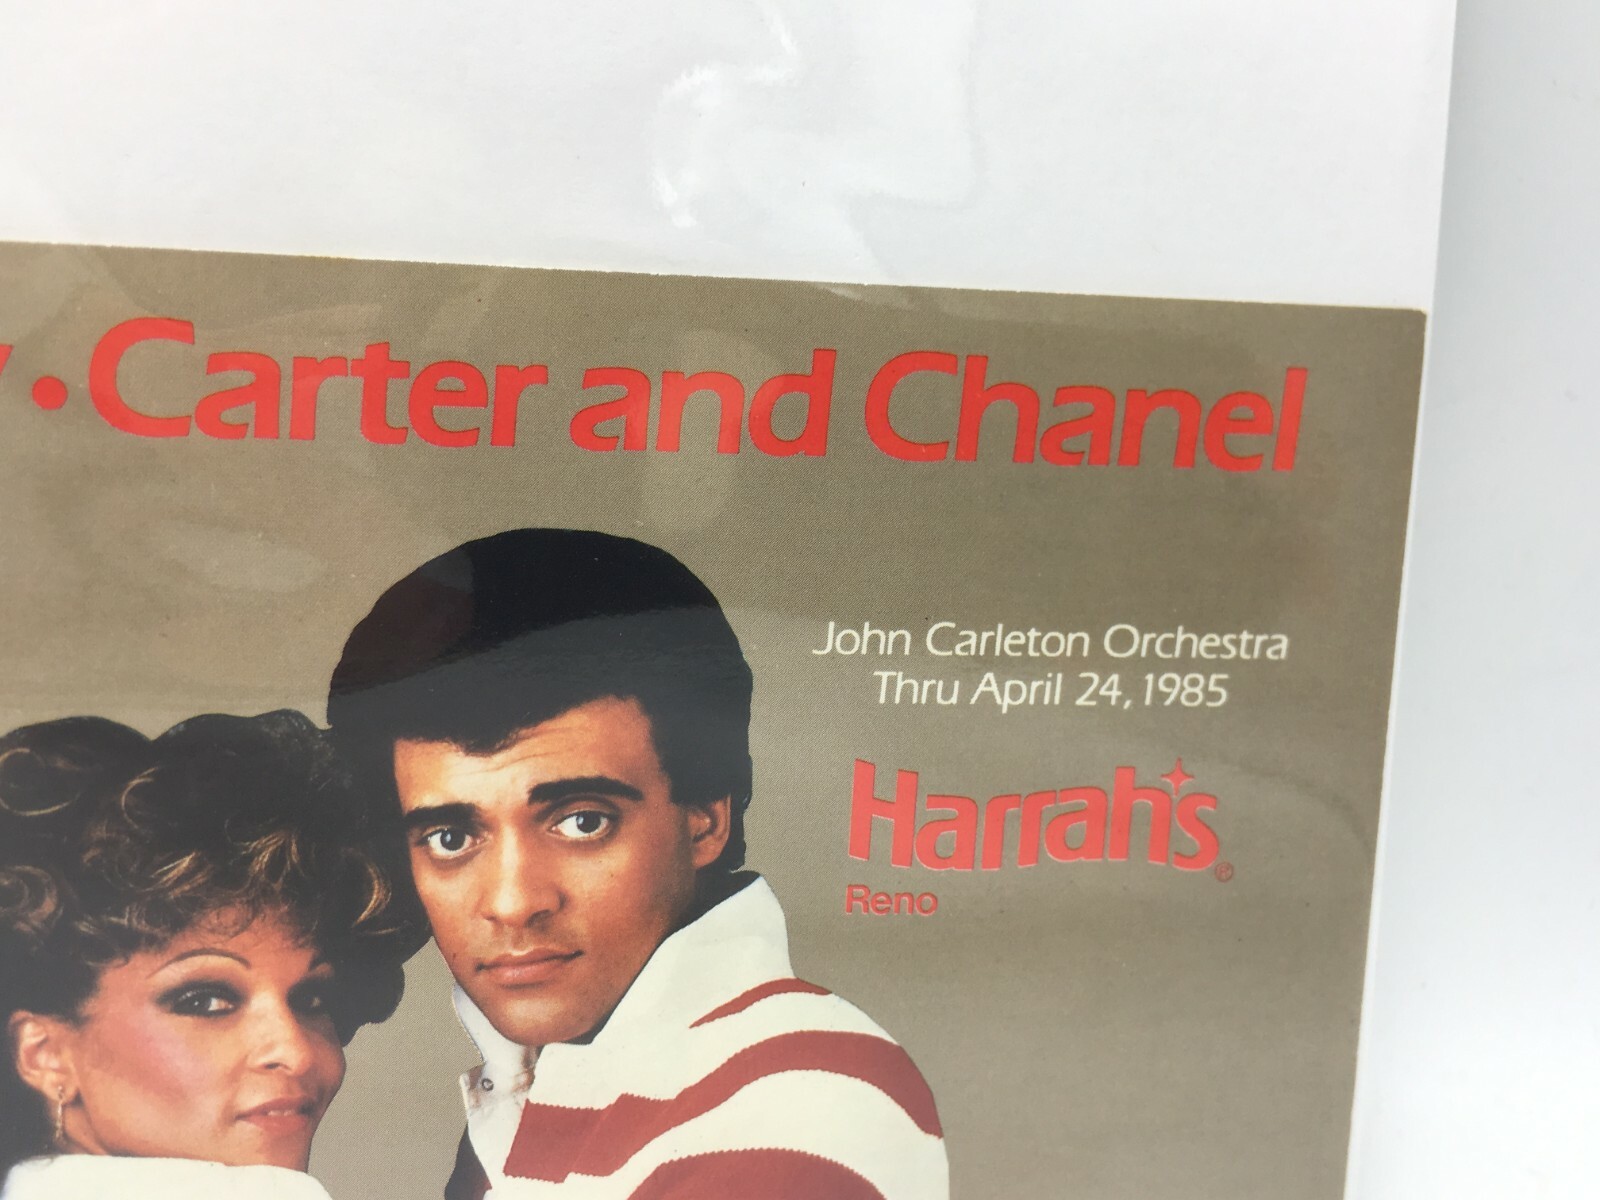 . Carter and Chanel
John Carleton Orchestra
Thru April 24, 1985
Harrah's®
Reno